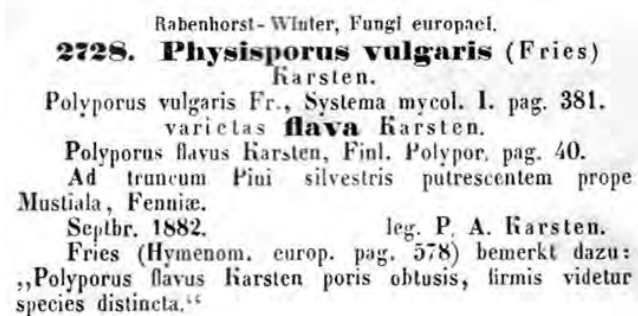 Rabenhorst-Winter, Fungi europaei.
2728. Physisporus vulgaris (Fries)
Karsten.
Polyporus vulgaris Fr., Systema mycol. I. pag. 381.
varietas flava Karsten.
Polyporus flavus Karsten, Finl. Polypor. pag. 40.
Ad truncum Pini silvestris putrescentem prope
Mustiala, Fenniæ.
Septbr. 1882. leg. P. A. Karsten.
Fries (Hymenom. europ. pag. 578) bemerkt dazu:
„Polyporus flavus Karsten poris obtusis, firmis videtur
species distincta.“